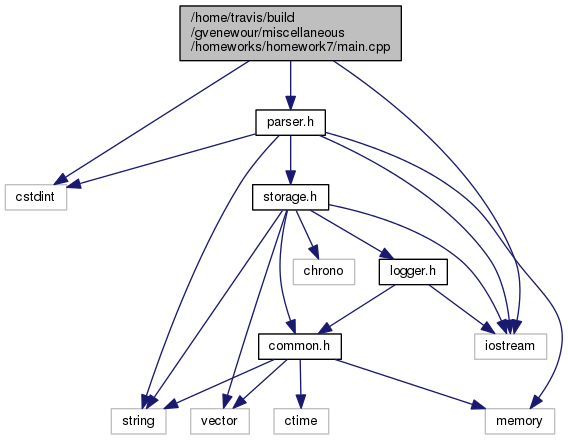 /home/travis/build
/gvenewour/miscellaneous
/homeworks/homework7/main.cpp
parser.h
cstdint
storage.h
chrono
logger.h
common.h
iostream
string
vector
ctime
memory